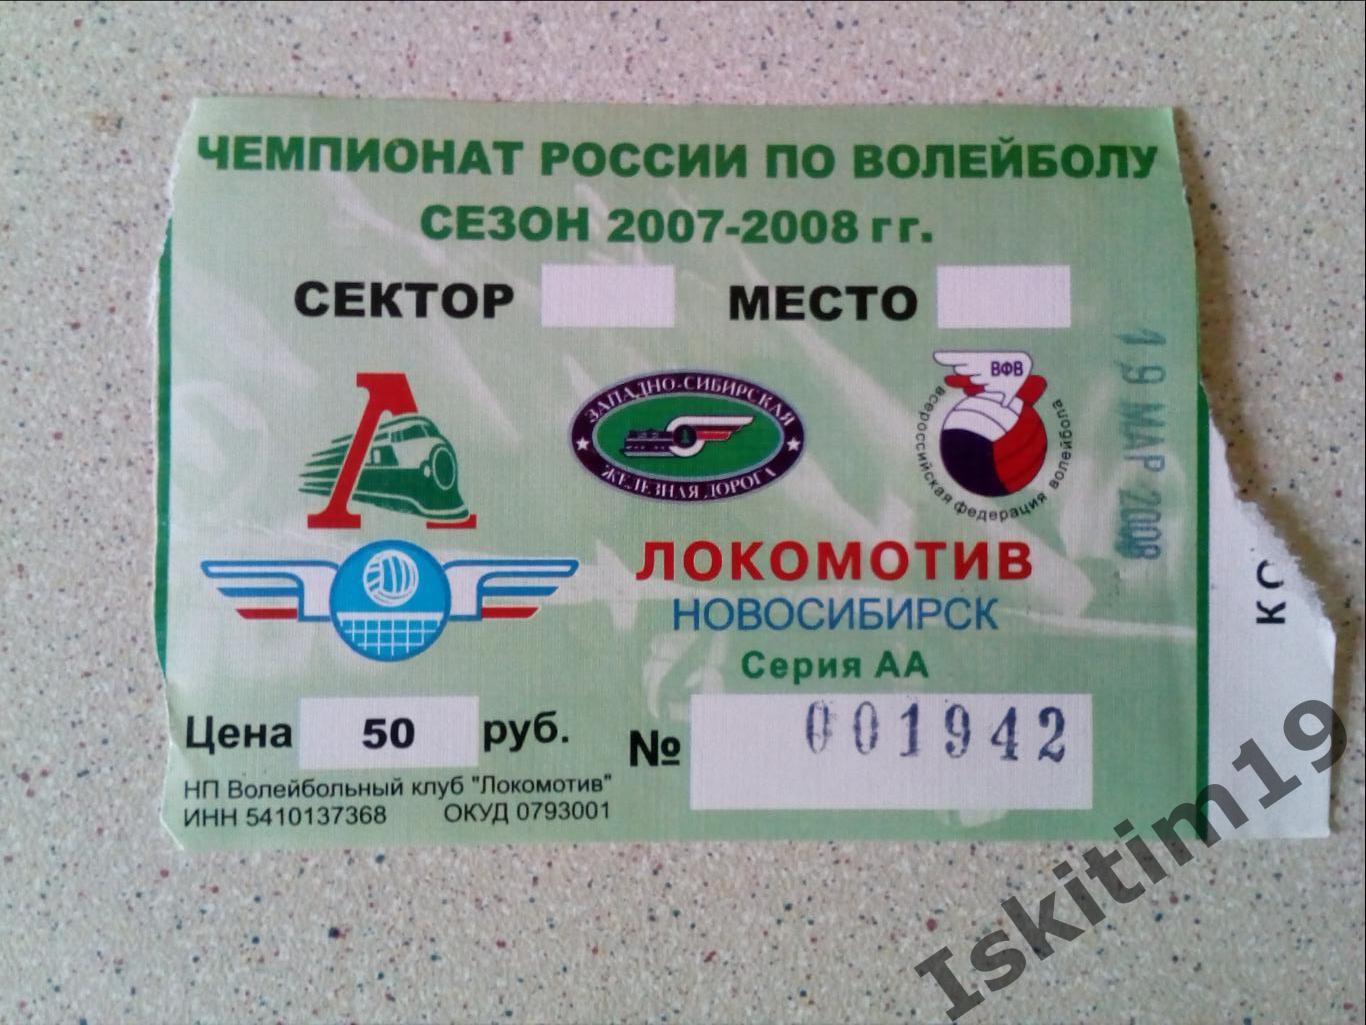 ЧЕМПИОНАТ РОССИИ ПО ВОЛЕЙБОЛУ
СЕЗОН 2007-2008 гг.
СЕКТОР МЕСТО
ЗАПАДНО-СИБИРСКАЯ
ЖЕЛЕЗНАЯ ДОРОГА
ВФВ
всероссийская федерация волейбола
19 МАР 2008
ЛОКОМОТИВ
НОВОСИБИРСК
Серия АА
Цена 50 руб.
№ 001942
НП Волейбольный клуб "Локомотив"
ИНН 5410137368 ОКУД 0793001
Iskitim19